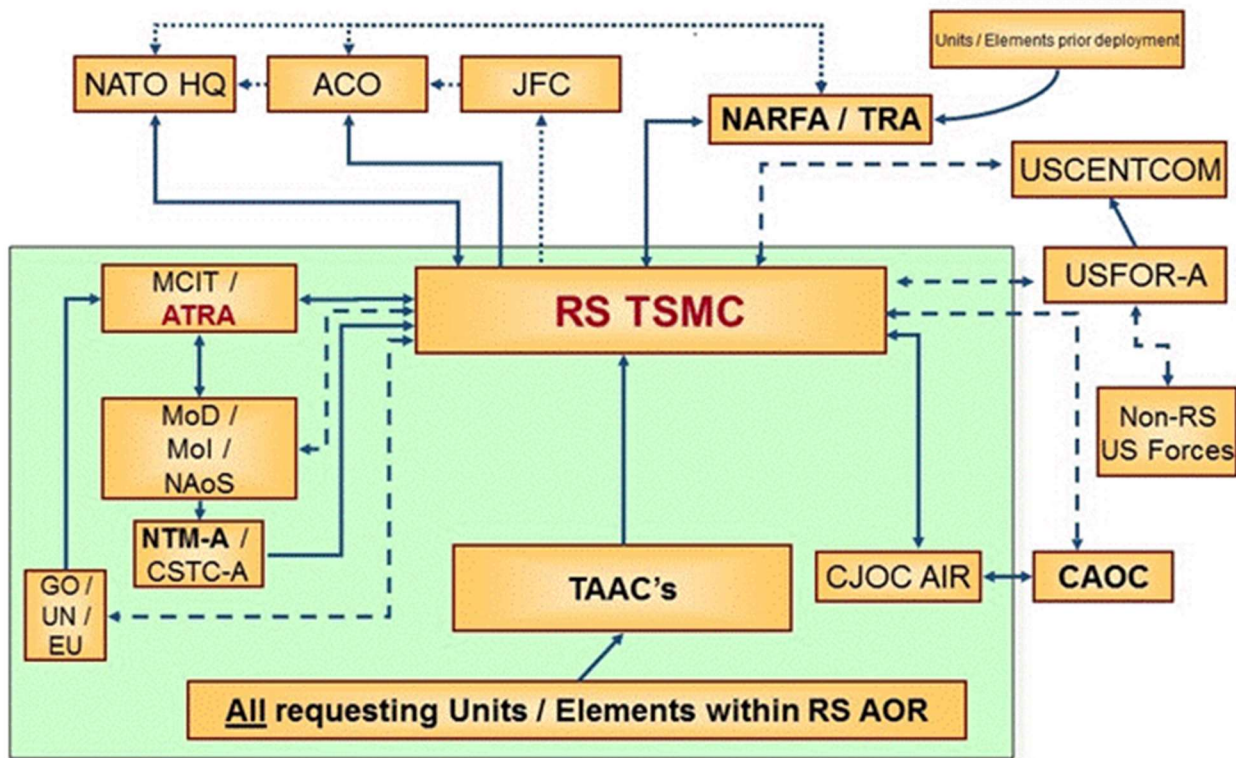 Units / Elements prior deployment
NATO HQ
ACO
JFC
NARFA / TRA
USCENTCOM
MCIT /
ATRA
RS TSMC
USFOR-A
MoD /
MoI /
NAoS
Non-RS
US Forces
NTM-A /
CSTC-A
TAAC's
CJOC AIR
CAOC
GO /
UN /
EU
All requesting Units / Elements within RS AOR